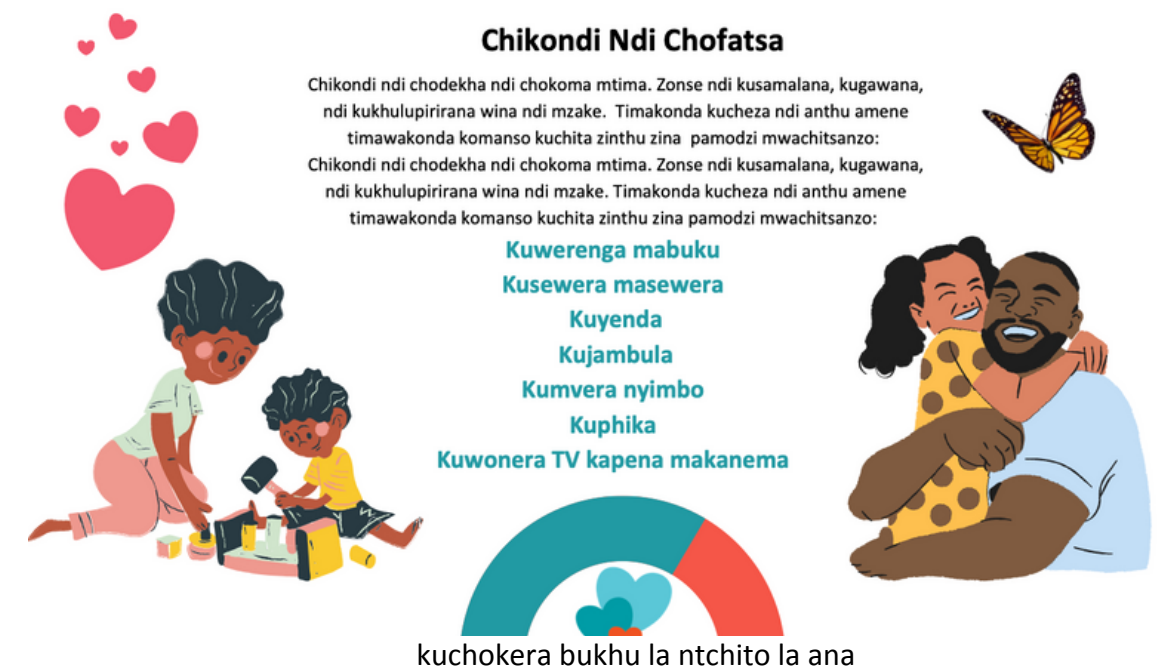 Chikondi Ndi Chofatsa
Chikondi ndi chodekha ndi chokoma mtima. Zonse ndi kusamalana, kugawana,
ndi kukhulupirirana wina ndi mzake. Timakonda kucheza ndi anthu amene
timawakonda komanso kuchita zinthu zina pamodzi mwachitsanzo:
Chikondi ndi chodekha ndi chokoma mtima. Zonse ndi kusamalana, kugawana,
ndi kukhulupirirana wina ndi mzake. Timakonda kucheza ndi anthu amene
timawakonda komanso kuchita zinthu zina pamodzi mwachitsanzo:
Kuwerenga mabuku
Kusewera masewera
Kuyenda
Kujambula
Kumvera nyimbo
Kuphika
Kuwonera TV kapena makanema
kuchokera bukhu la ntchito la ana